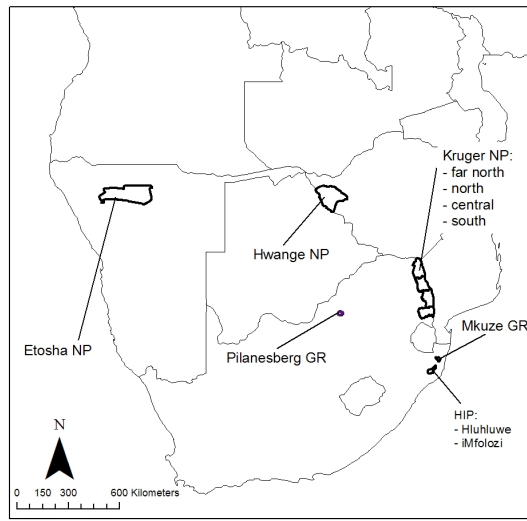 Kruger NP:
- far north
- north
- central
- south
Hwange NP
Mkuze GR
Etosha NP
Pilanesberg GR
HIP:
- Hluhluwe
- iMfolozi
N
0 150 300 600 Kilometers